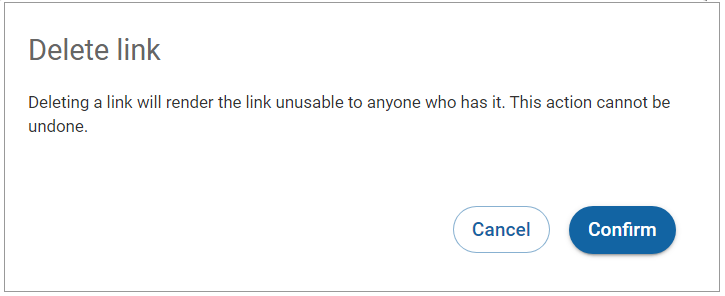 Delete link
Deleting a link will render the link unusable to anyone who has it. This action cannot be
undone.
Cancel
Confirm